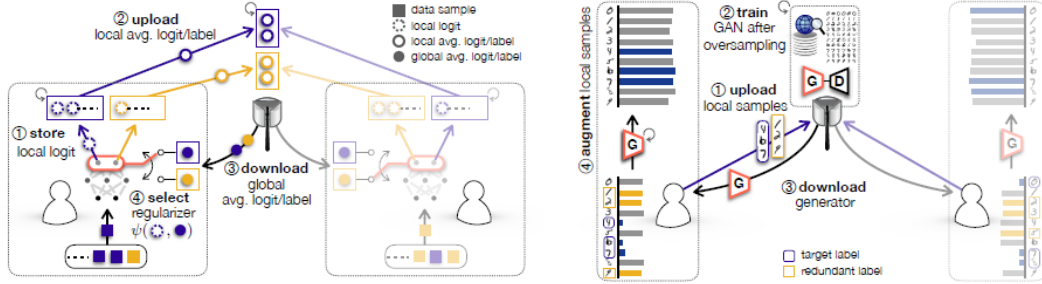 ② upload
local avg. logit/label
data sample
local logit
local avg. logit/label
global avg. logit/label
① store
local logit
③ download
global
avg. logit/label
④ select
regularizer
ψ( , )
② train
GAN after
oversampling
G
D
① upload
local samples
④ augment local samples
G
G
③ download
generator
target label
redundant label